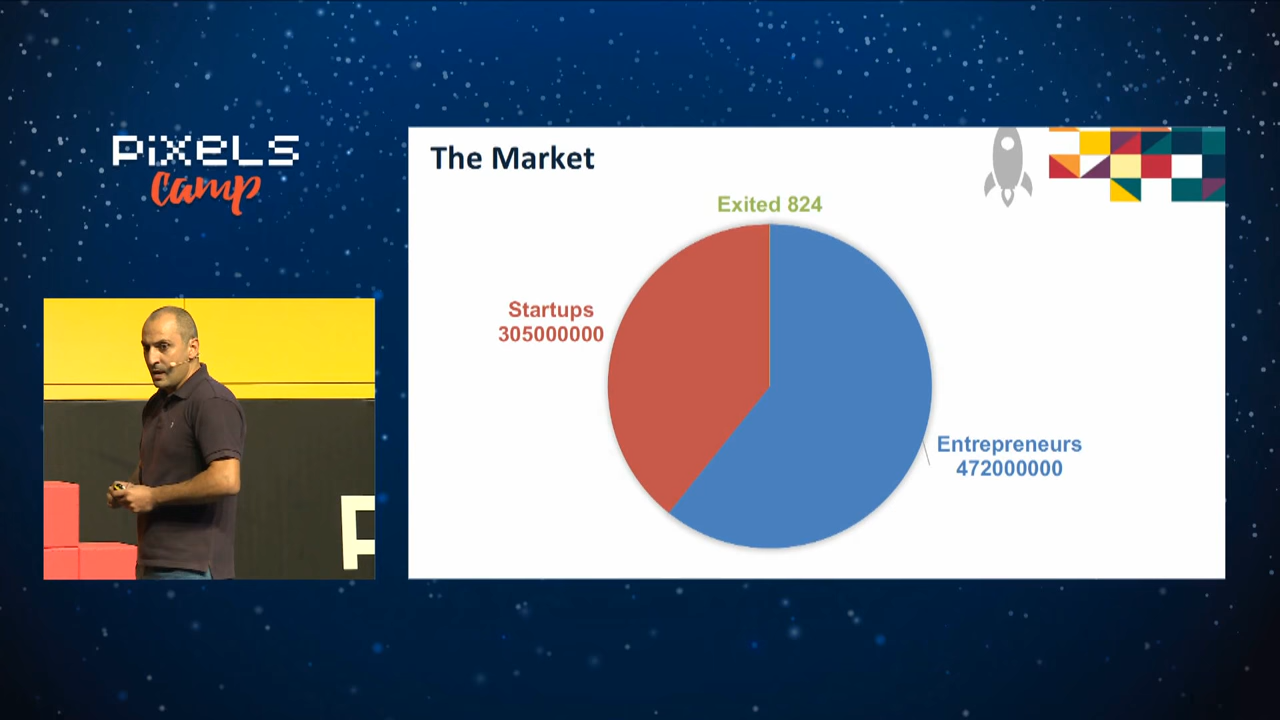 PiXELS
Camp
The Market
Exited 824
Startups
305000000
Entrepreneurs
472000000
P